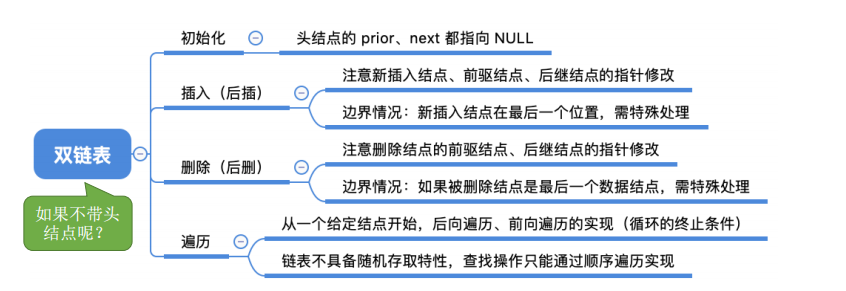 初始化
头结点的 prior、next 都指向 NULL
插入（后插）
注意新插入结点、前驱结点、后继结点的指针修改
边界情况：新插入结点在最后一个位置，需特殊处理
双链表
删除（后删）
注意删除结点的前驱结点、后继结点的指针修改
边界情况：如果被删除结点是最后一个数据结点，需特殊处理
如果不带头
结点呢？
遍历
从一个给定结点开始，后向遍历、前向遍历的实现（循环的终止条件）
链表不具备随机存取特性，查找操作只能通过顺序遍历实现